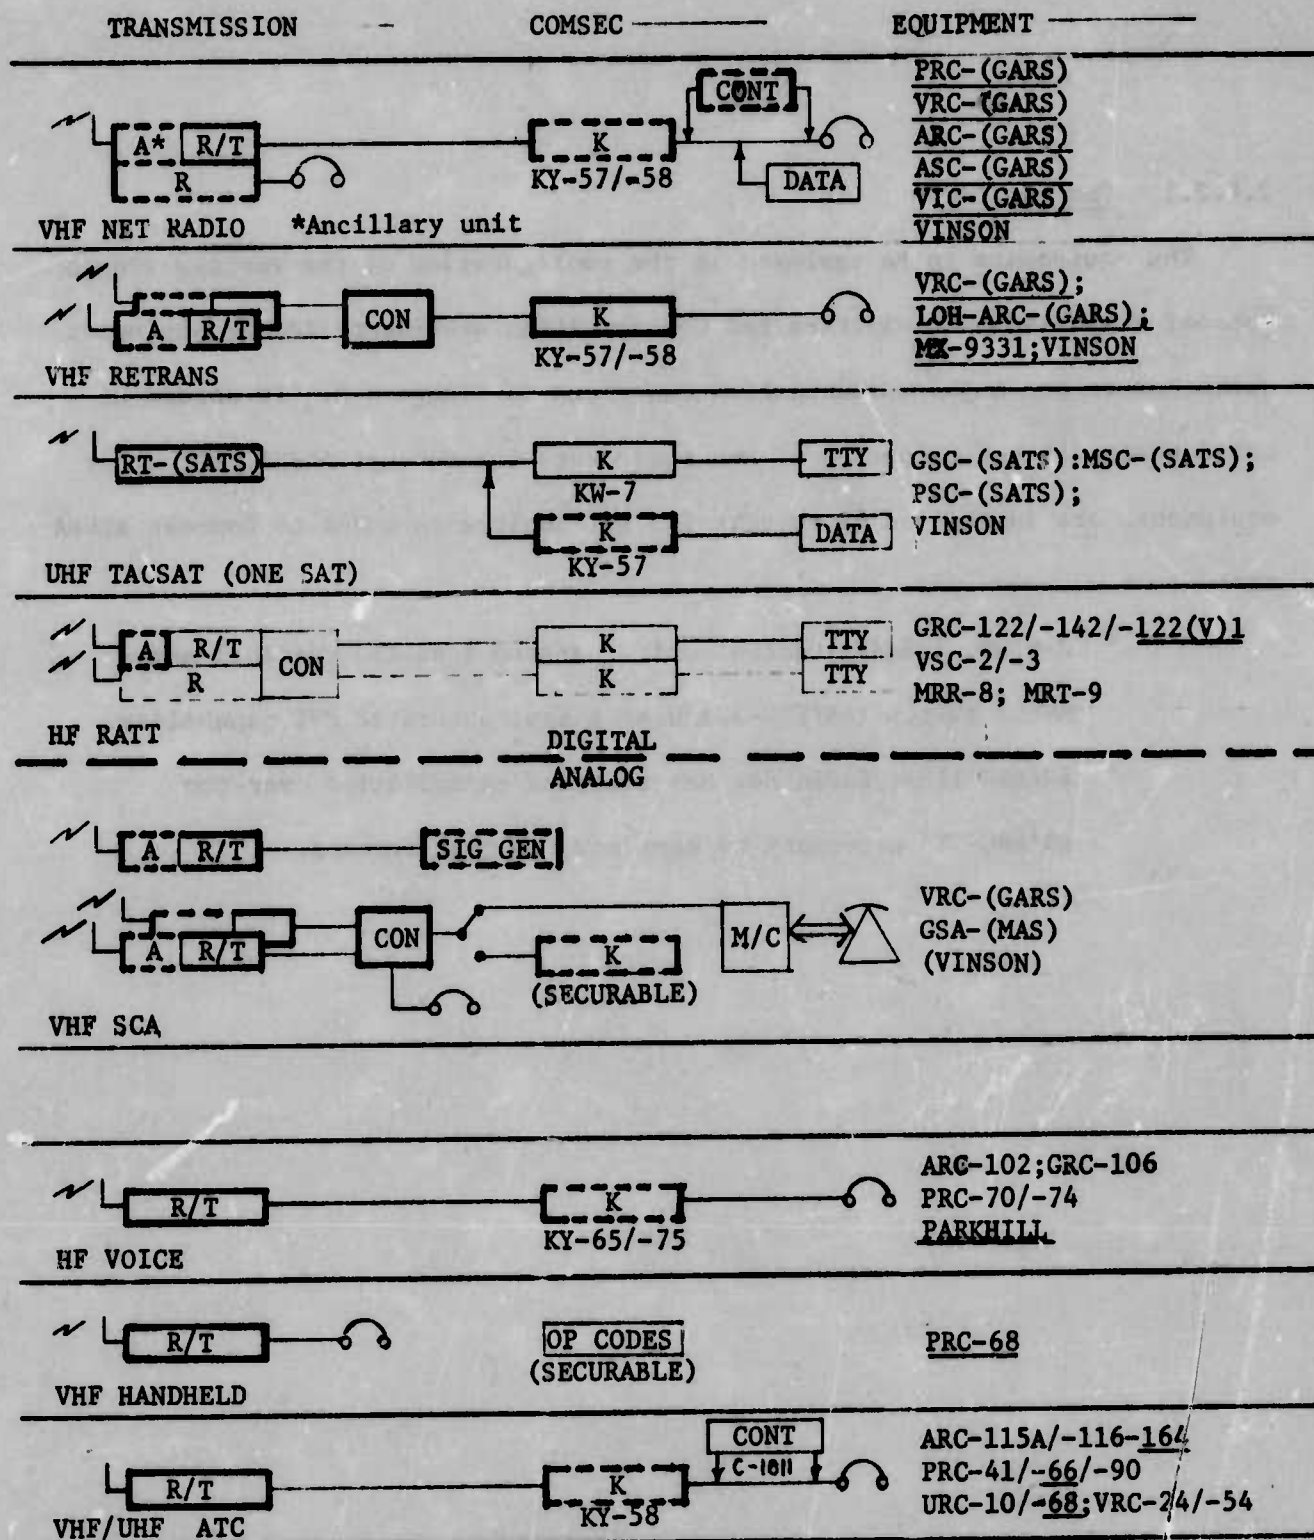 TRANSMISSION - COMSEC EQUIPMENT
CONT
PRC-(GARS)
VRC-(GARS)
A* R/T K ARC-(GARS)
R KY-57/-58 DATA ASC-(GARS)
VIC-(GARS)
VHF NET RADIO *Ancillary unit VINSON
VRC-(GARS);
A R/T CON K LOH-ARC-(GARS);
KY-57/-58 MX-9331;VINSON
VHF RETRANS
RT-(SATS) K TTY GSC-(SATS):MSC-(SATS);
KW-7 PSC-(SATS);
K DATA VINSON
KY-57
UHF TACSAT (ONE SAT)
A R/T CON K TTY GRC-122/-142/-122(V)1
R K TTY VSC-2/-3
MRR-8; MRT-9
HF RATT
DIGITAL
ANALOG
A R/T SIG GEN
VRC-(GARS)
A R/T CON K M/C GSA-(MAS)
(SECURABLE) (VINSON)
VHF SCA
ARC-102;GRC-106
R/T K PRC-70/-74
KY-65/-75 PARKHILL
HF VOICE
R/T OP CODES PRC-68
(SECURABLE)
VHF HANDHELD
CONT ARC-115A/-116-164
C-1611
R/T K PRC-41/-66/-90
KY-58 URC-10/-68;VRC-24/-54
VHF/UHF ATC